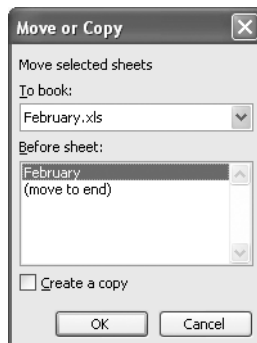 Move or Copy
Move selected sheets
To book:
February.xls
Before sheet:
February
(move to end)
Create a copy
OK
Cancel